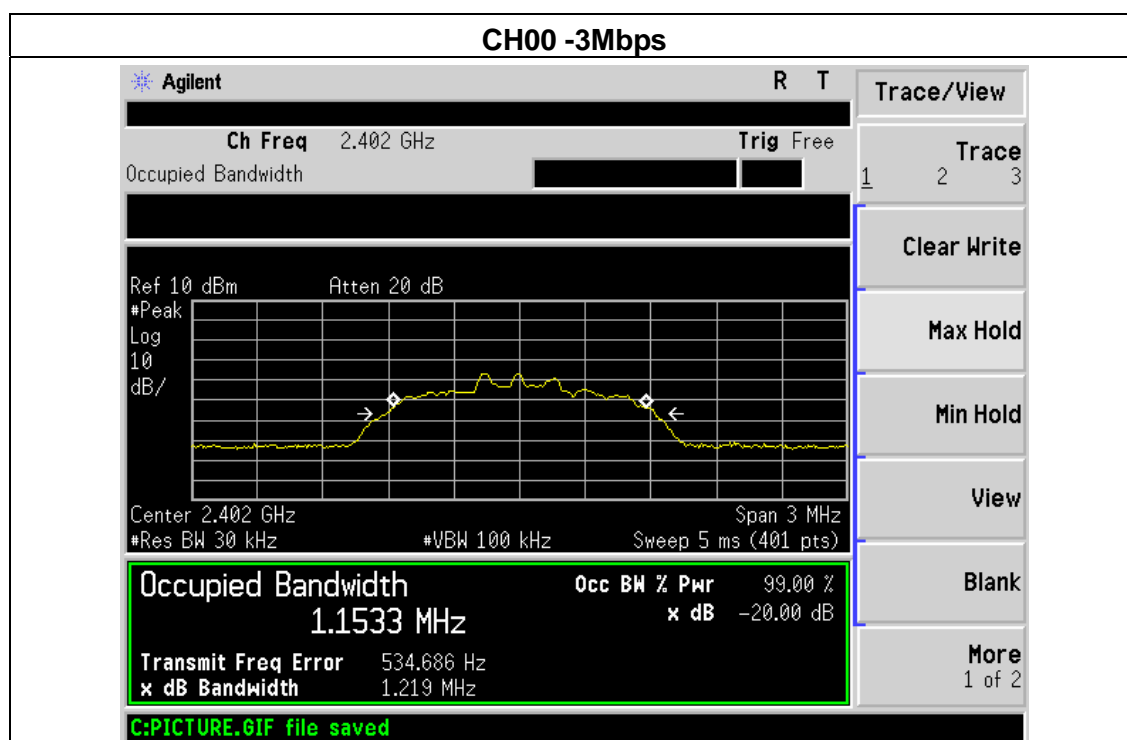 CH00 -3Mbps
Agilent R T
Trace/View
Ch Freq 2.402 GHz Trig Free
Occupied Bandwidth
Trace
1 2 3
Clear Write
Ref 10 dBm Atten 20 dB
#Peak
Log
10
dB/
Max Hold
Min Hold
View
Center 2.402 GHz Span 3 MHz
#Res BW 30 kHz #VBW 100 kHz Sweep 5 ms (401 pts)
Occupied Bandwidth Occ BW % Pwr 99.00 %
1.1533 MHz x dB -20.00 dB
Blank
Transmit Freq Error 534.686 Hz
x dB Bandwidth 1.219 MHz
More
1 of 2
C:PICTURE.GIF file saved